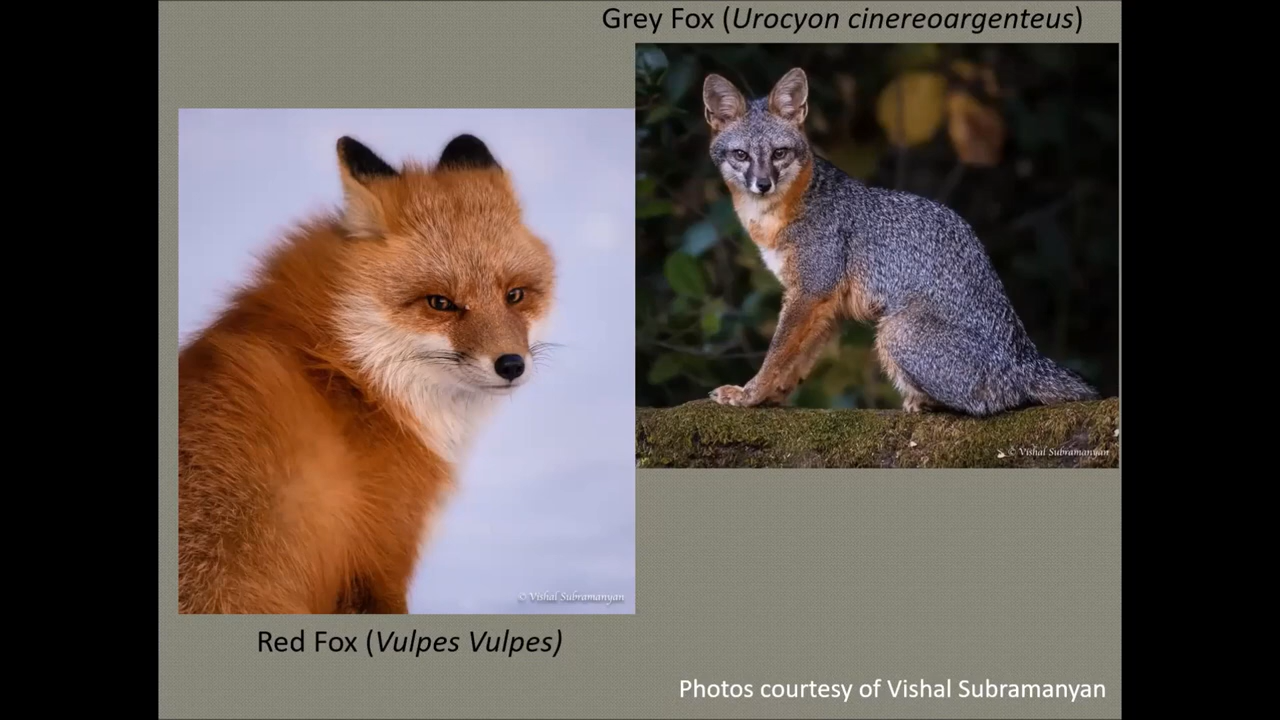 Grey Fox (Urocyon cinereoargenteus)
© Vishal Subramanyan
© Vishal Subramanyan
Red Fox (Vulpes Vulpes)
Photos courtesy of Vishal Subramanyan